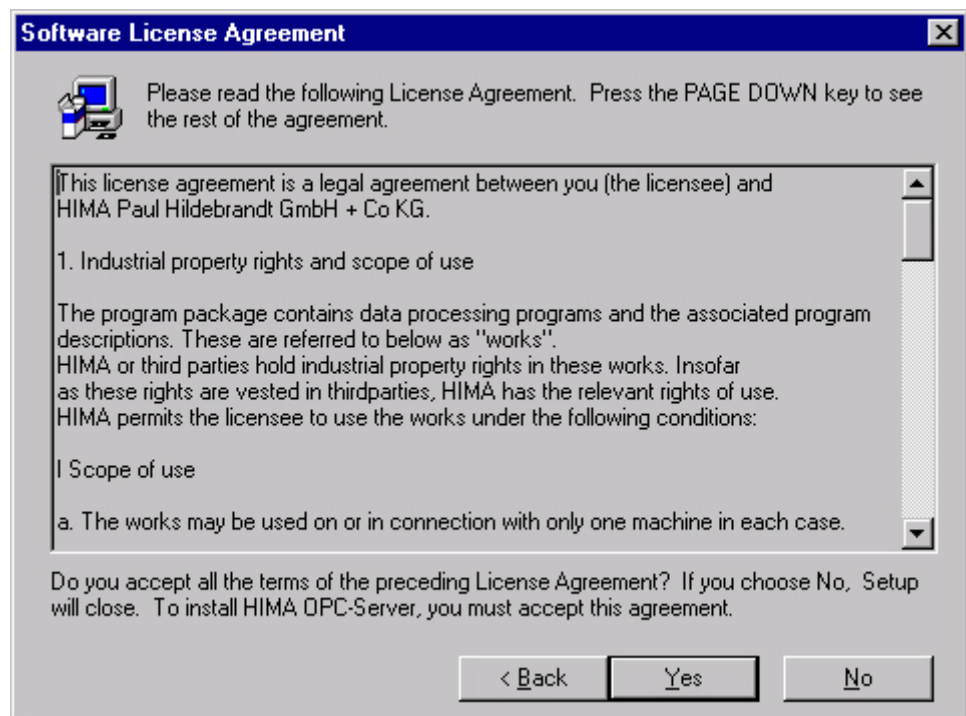 Software License Agreement
Please read the following License Agreement.  Press the PAGE DOWN key to see
the rest of the agreement.
This license agreement is a legal agreement between you (the licensee) and
HIMA Paul Hildebrandt GmbH + Co KG.
1. Industrial property rights and scope of use
The program package contains data processing programs and the associated program
descriptions. These are referred to below as "works".
HIMA or third parties hold industrial property rights in these works. Insofar
as these rights are vested in thirdparties, HIMA has the relevant rights of use.
HIMA permits the licensee to use the works under the following conditions:
I Scope of use
a. The works may be used on or in connection with only one machine in each case.
Do you accept all the terms of the preceding License Agreement?  If you choose No,  Setup
will close.  To install HIMA OPC-Server, you must accept this agreement.
< Back
Yes
No